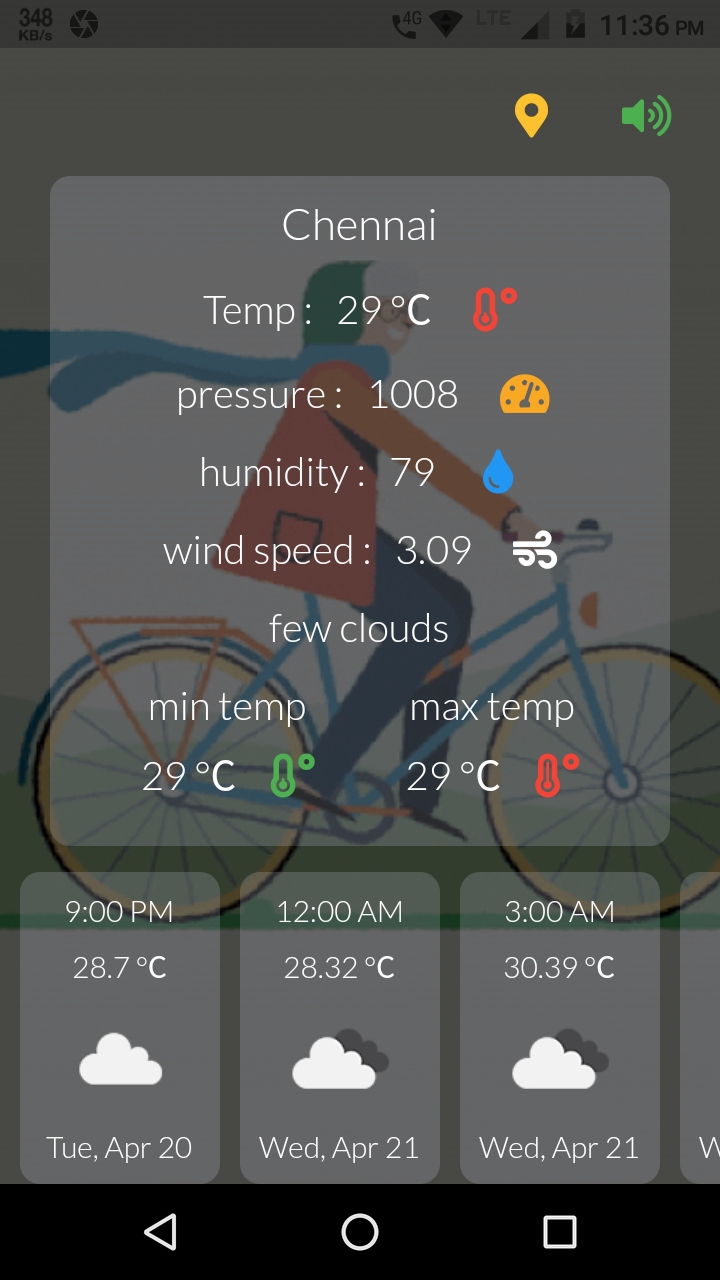 348 KB/s 4G LTE 11:36 PM
Chennai
Temp : 29 °C
pressure : 1008
humidity : 79
wind speed : 3.09
few clouds
min temp max temp
29 °C 29 °C
9:00 PM 12:00 AM 3:00 AM
28.7 °C 28.32 °C 30.39 °C
Tue, Apr 20 Wed, Apr 21 Wed, Apr 21